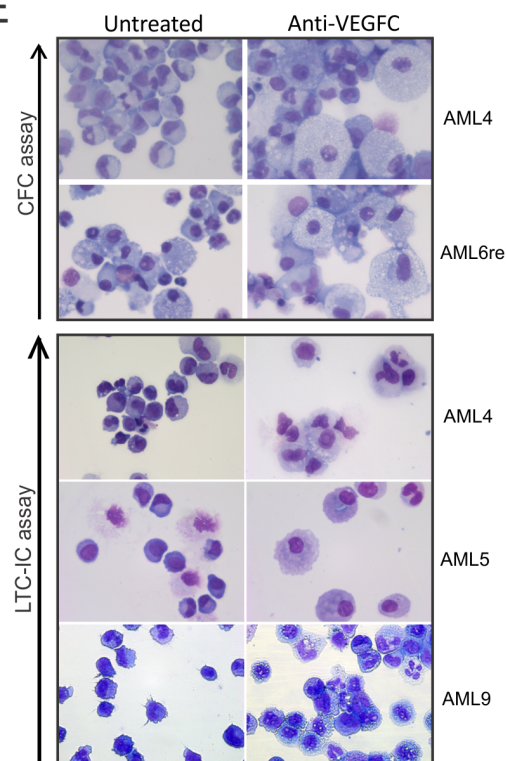 E
Untreated Anti-VEGFC
CFC assay
AML4
AML6re
LTC-IC assay
AML4
AML5
AML9